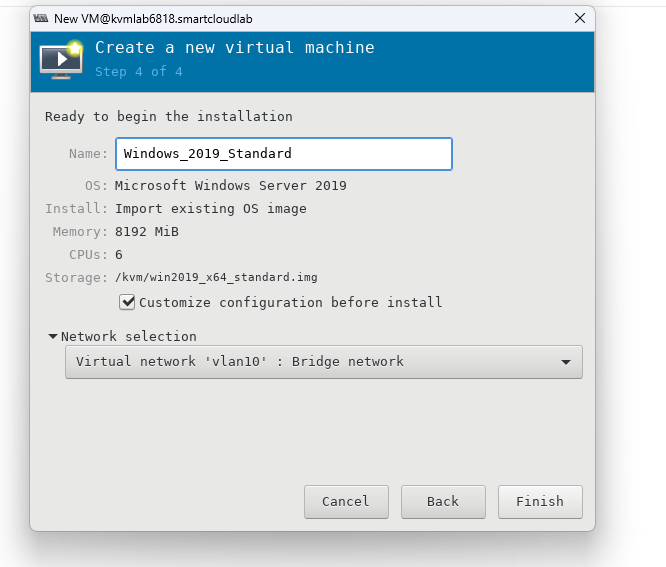 New VM@kvmlab6818.smartcloudlab
Create a new virtual machine
Step 4 of 4
Ready to begin the installation
Name: Windows_2019_Standard
OS: Microsoft Windows Server 2019
Install: Import existing OS image
Memory: 8192 MiB
CPUs: 6
Storage: /kvm/win2019_x64_standard.img
Customize configuration before install
Network selection
Virtual network 'vlan10' : Bridge network
Cancel Back Finish